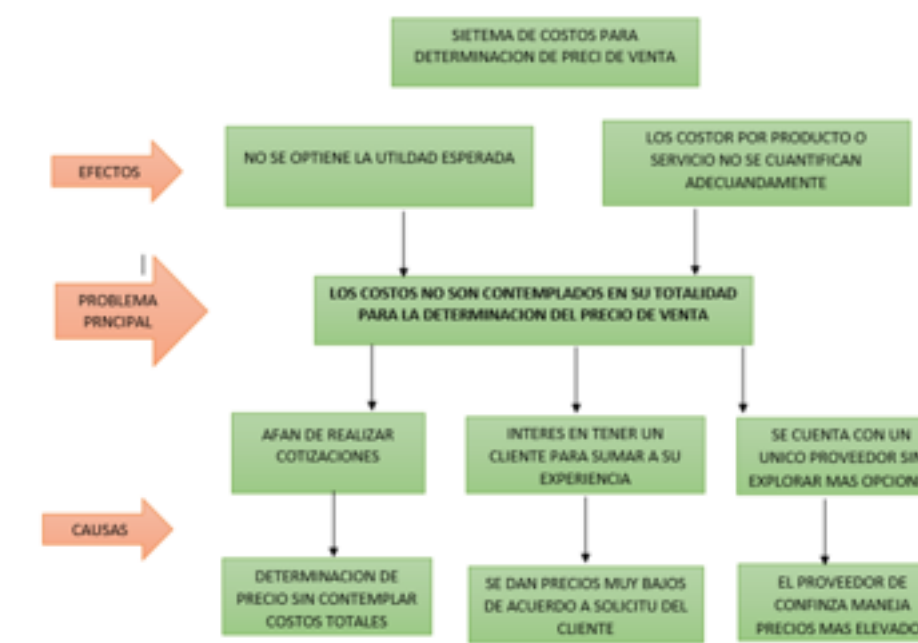 SIETEMA DE COSTOS PARA
DETERMINACION DE PRECI DE VENTA
EFECTOS
NO SE OPTIENE LA UTILDAD ESPERADA
LOS COSTOR POR PRODUCTO O
SERVICIO NO SE CUANTIFICAN
ADECUANDAMENTE
PROBLEMA
PRNCIPAL
LOS COSTOS NO SON CONTEMPLADOS EN SU TOTALIDAD
PARA LA DETERMINACION DEL PRECIO DE VENTA
AFAN DE REALIZAR
COTIZACIONES
INTERES EN TENER UN
CLIENTE PARA SUMAR A SU
EXPERIENCIA
SE CUENTA CON UN
UNICO PROVEEDOR SIN
EXPLORAR MAS OPCION
CAUSAS
DETERMINACION DE
PRECIO SIN CONTEMPLAR
COSTOS TOTALES
SE DAN PRECIOS MUY BAJOS
DE ACUERDO A SOLICITU DEL
CLIENTE
EL PROVEEDOR DE
CONFINZA MANEJA
PRECIOS MAS ELEVADO